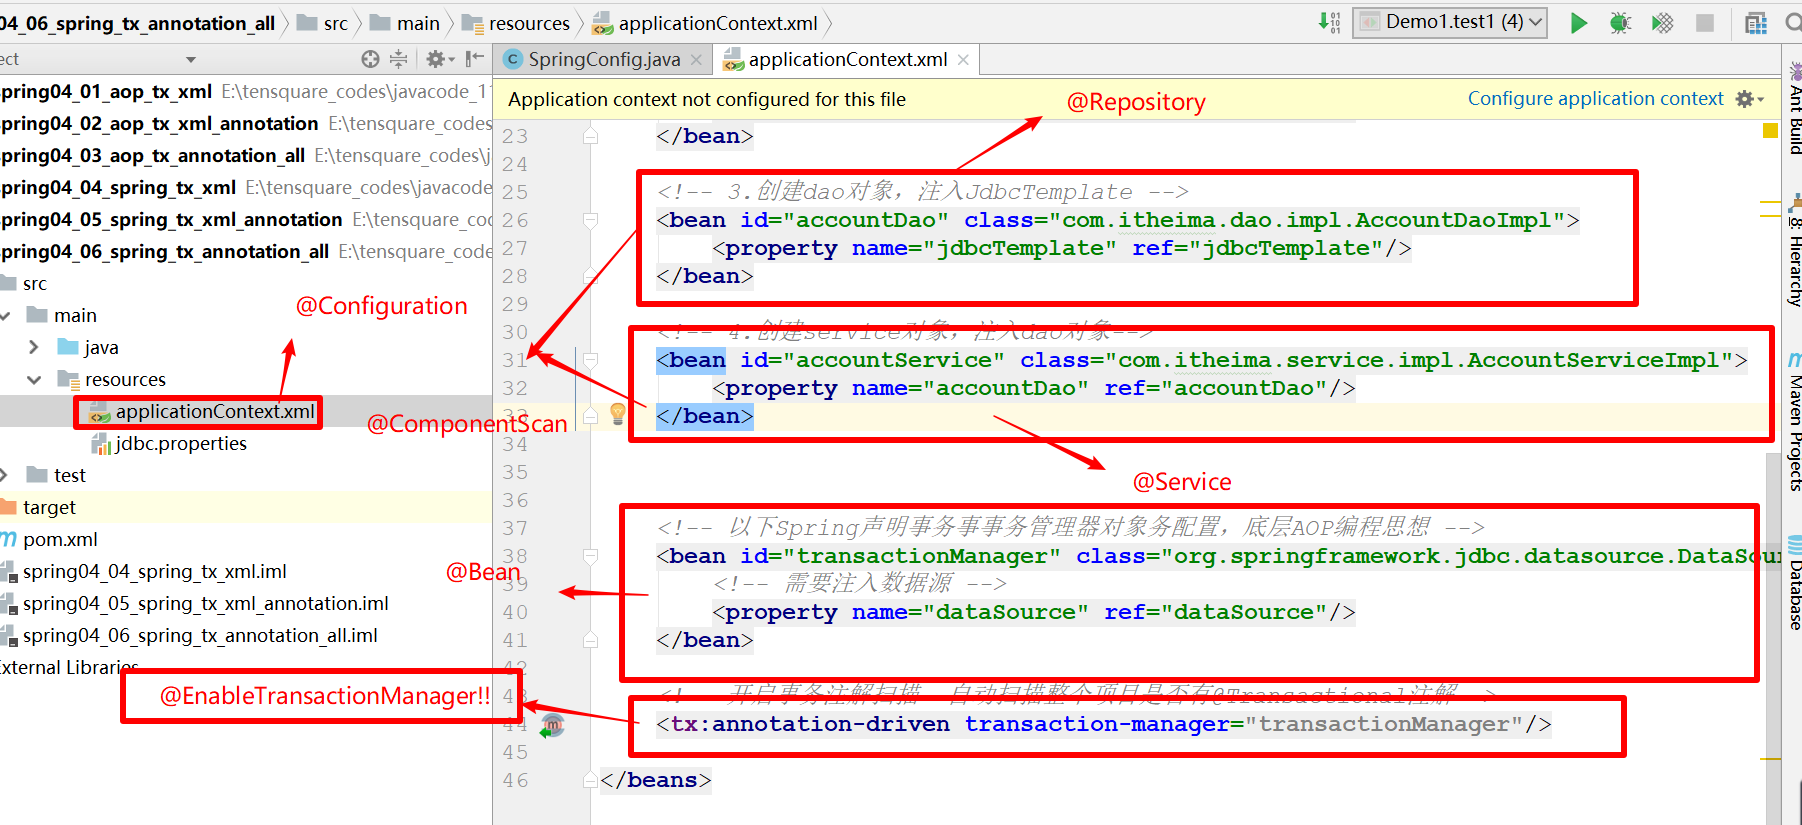 04_06_spring_tx_annotation_all
src
main
resources
applicationContext.xml
Demo1.test1 (4)
SpringConfig.java
applicationContext.xml
Application context not configured for this file
Configure application context
spring04_01_aop_tx_xml E:\tensquare_codes\javacode_11
spring04_02_aop_tx_xml_annotation E:\tensquare_codes
spring04_03_aop_tx_annotation_all E:\tensquare_codes\j
spring04_04_spring_tx_xml E:\tensquare_codes\javacode
spring04_05_spring_tx_xml_annotation E:\tensquare_co
spring04_06_spring_tx_annotation_all E:\tensquare_code
src
main
java
resources
applicationContext.xml
jdbc.properties
test
target
pom.xml
spring04_04_spring_tx_xml.iml
spring04_05_spring_tx_xml_annotation.iml
spring04_06_spring_tx_annotation_all.iml
External Libraries
@Configuration
@ComponentScan
@Bean
@EnableTransactionManager!!
@Repository
@Service
23 </bean>
24
25 <!-- 3.创建dao对象，注入JdbcTemplate -->
26 <bean id="accountDao" class="com.itheima.dao.impl.AccountDaoImpl">
27 <property name="jdbcTemplate" ref="jdbcTemplate"/>
28 </bean>
29
30 <!-- 4.创建service对象，注入dao对象-->
31 <bean id="accountService" class="com.itheima.service.impl.AccountServiceImpl">
32 <property name="accountDao" ref="accountDao"/>
33 </bean>
34
35
36
37 <!-- 以下Spring声明事务事事务管理器对象务配置，底层AOP编程思想 -->
38 <bean id="transactionManager" class="org.springframework.jdbc.datasource.DataSou
39 <!-- 需要注入数据源 -->
40 <property name="dataSource" ref="dataSource"/>
41 </bean>
42
43 <!-- 开启事务注解扫描 自动扫描整个项目是否有@Transactional注解 -->
44 <tx:annotation-driven transaction-manager="transactionManager"/>
45
46 </beans>
Ant Build
8: Hierarchy
Maven Projects
Database